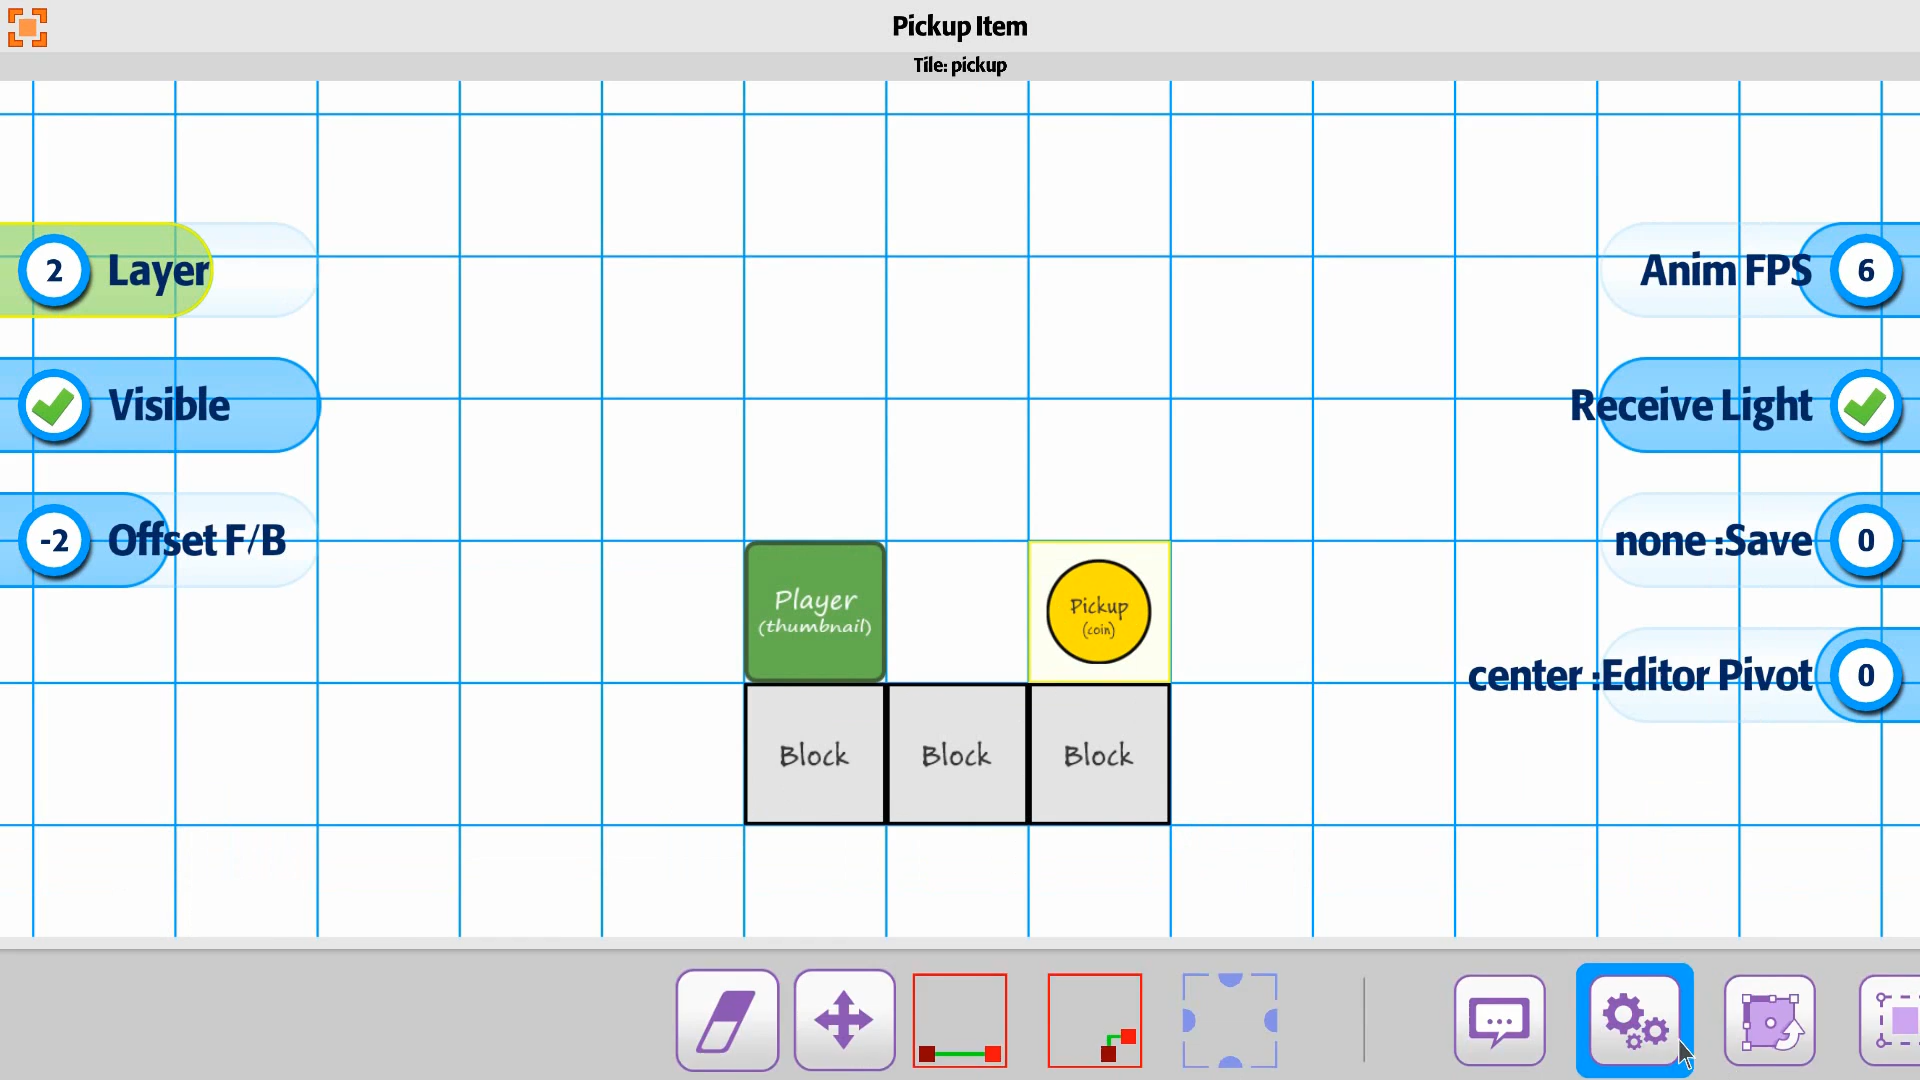 Pickup Item
Tile: pickup
2 Layer
Anim FPS 6
Visible
Receive Light
-2 Offset F/B
none :Save 0
Player
(thumbnail)
Pickup
(coin)
center :Editor Pivot 0
Block Block Block